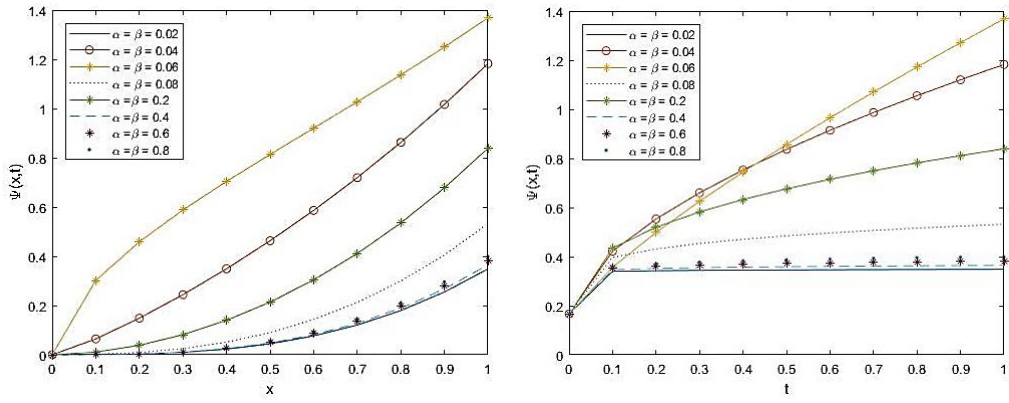 1.4
1.2
1
0.8
0.6
0.4
0.2
0
Ψ(x,t)
α = β = 0.02
α = β = 0.04
α = β = 0.06
α = β = 0.08
α = β = 0.2
α = β = 0.4
α = β = 0.6
α = β = 0.8
0 0.1 0.2 0.3 0.4 0.5 0.6 0.7 0.8 0.9 1
x
1.4
1.2
1
0.8
0.6
0.4
0.2
0
Ψ(x,t)
α = β = 0.02
α = β = 0.04
α = β = 0.06
α = β = 0.08
α = β = 0.2
α = β = 0.4
α = β = 0.6
α = β = 0.8
0 0.1 0.2 0.3 0.4 0.5 0.6 0.7 0.8 0.9 1
t